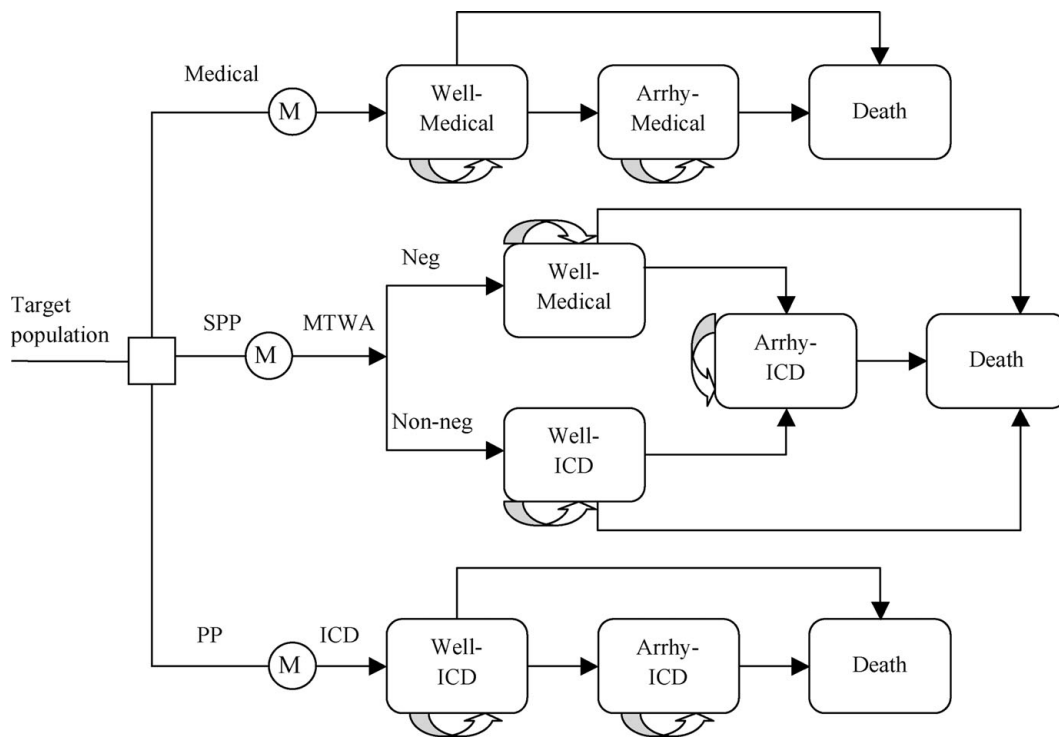 Medical
M
Well-
Medical
Arrhy-
Medical
Death
Target
population
SPP
M
MTWA
Neg
Well-
Medical
Arrhy-
ICD
Death
Non-neg
Well-
ICD
PP
M
ICD
Well-
ICD
Arrhy-
ICD
Death